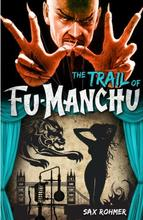 THE TRAIL OF
FU-MANCHU
SAX ROHMER